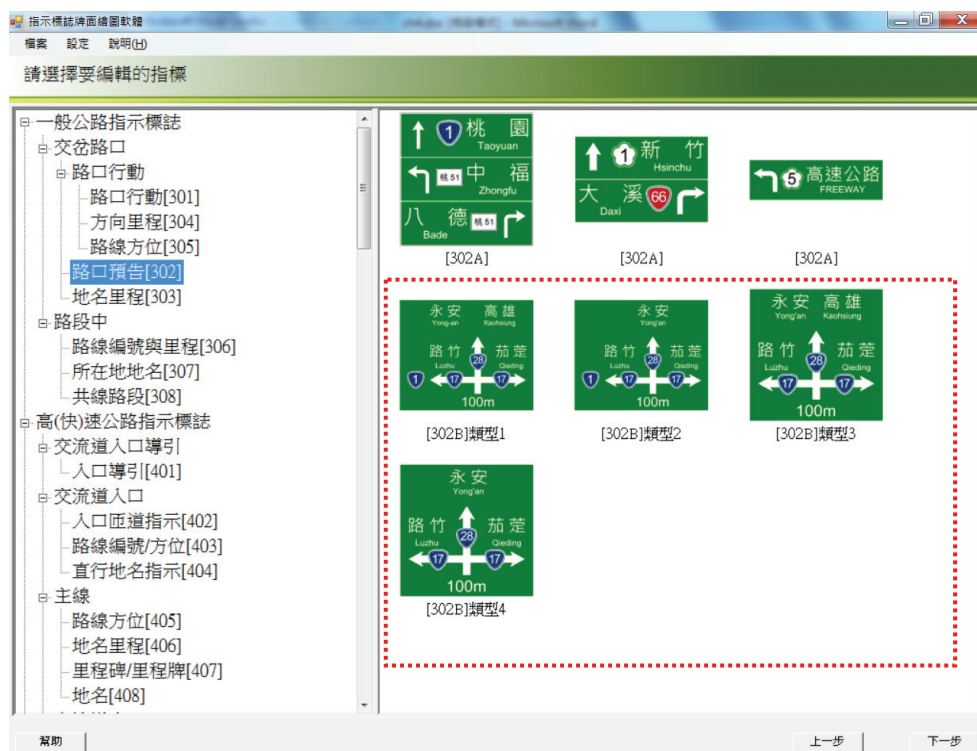 指示標誌牌面繪圖軟體
檔案 設定 說明(H)
請選擇要編輯的指標
一般公路指示標誌
交岔路口
路口行動
路口行動[301]
方向里程[304]
路線方位[305]
路口預告[302]
地名里程[303]
路段中
路線編號與里程[306]
所在地地名[307]
共線路段[308]
高(快)速公路指示標誌
交流道入口導引
入口導引[401]
交流道入口
入口匝道指示[402]
路線編號/方位[403]
直行地名指示[404]
主線
路線方位[405]
地名里程[406]
里程碑/里程牌[407]
地名[408]
1 桃園
Taoyuan
桃51 中福
Zhongfu
八德 桃51
Bade
[302A]
1 新竹
Hsinchu
大溪 66
Daxi
[302A]
5 高速公路
FREEWAY
[302A]
永安 高雄
Yong-an Kaohsiung
路竹 28 茄萣
Luzhu Qieding
1 17 17
100m
[302B]類型1
永安
Yong'an
路竹 28 茄萣
Luzhu Qieding
1 17 17
100m
[302B]類型2
永安 高雄
Yong'an Kaohsiung
路竹 28 茄萣
Luzhu Qieding
17 17
100m
[302B]類型3
永安
Yong'an
路竹 28 茄萣
Luzhu Qieding
17 17
100m
[302B]類型4
幫助 上一步 下一步